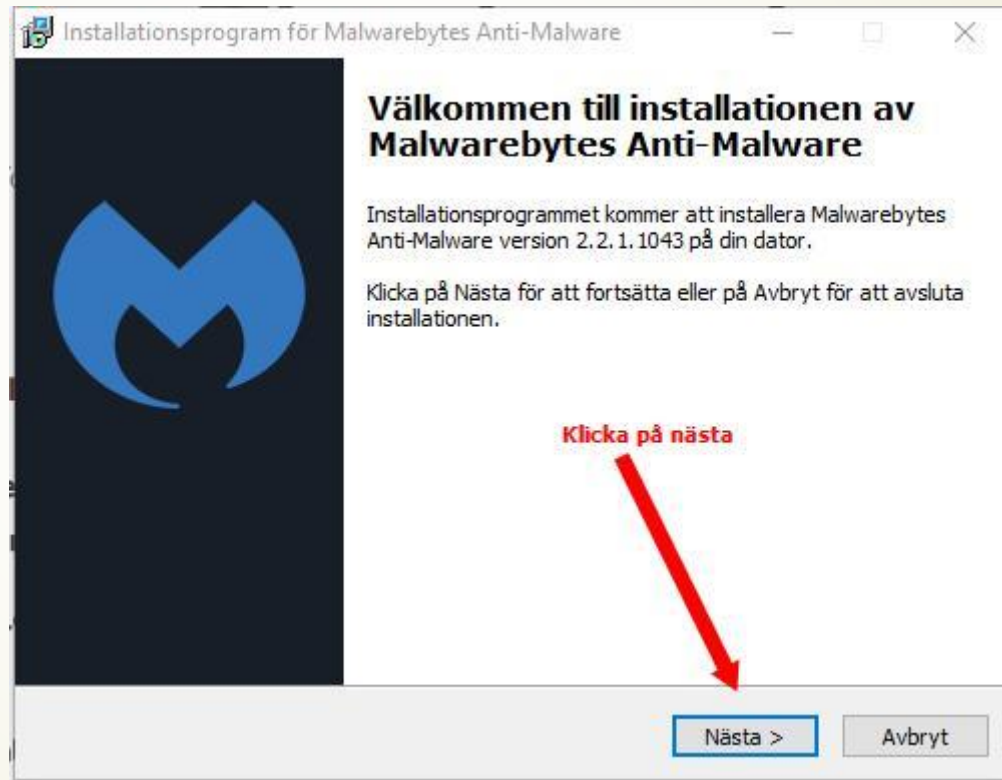 Installationsprogram för Malwarebytes Anti-Malware
Välkommen till installationen av
Malwarebytes Anti-Malware
Installationsprogrammet kommer att installera Malwarebytes
Anti-Malware version 2.2.1.1043 på din dator.
Klicka på Nästa för att fortsätta eller på Avbryt för att avsluta
installationen.
Klicka på nästa
Nästa >
Avbryt